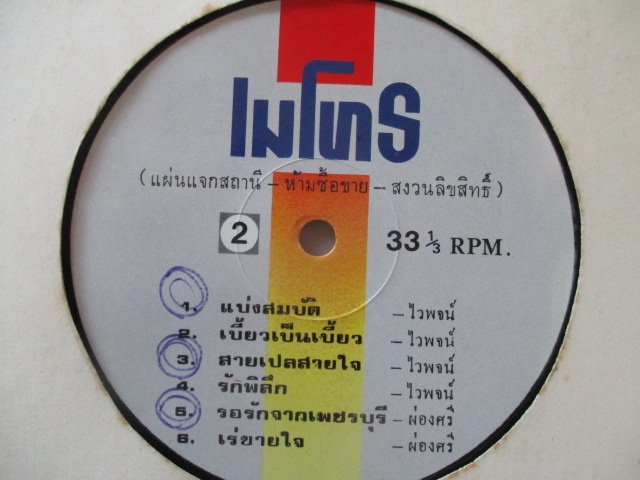 เมโทร
(แผ่นแจกสถานี – ห้ามซื้อขาย – สงวนลิขสิทธิ์)
2 33 1/3 RPM.
1. แบ่งสมบัติ – ไวพจน์
2. เบี้ยวเป็นเบี้ยว – ไวพจน์
3. สายเปลสายใจ – ไวพจน์
4. รักพิลึก – ไวพจน์
5. รอรักจากเพชรบุรี – ผ่องศรี
6. เร่ขายใจ – ผ่องศรี